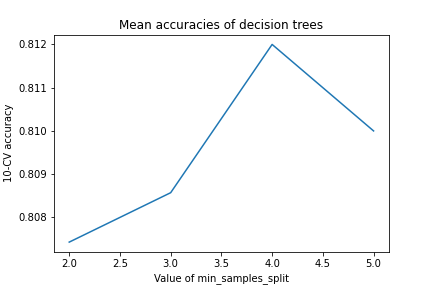 Mean accuracies of decision trees
0.812
0.811
0.810
0.809
0.808
10-CV accuracy
2.0 2.5 3.0 3.5 4.0 4.5 5.0
Value of min_samples_split